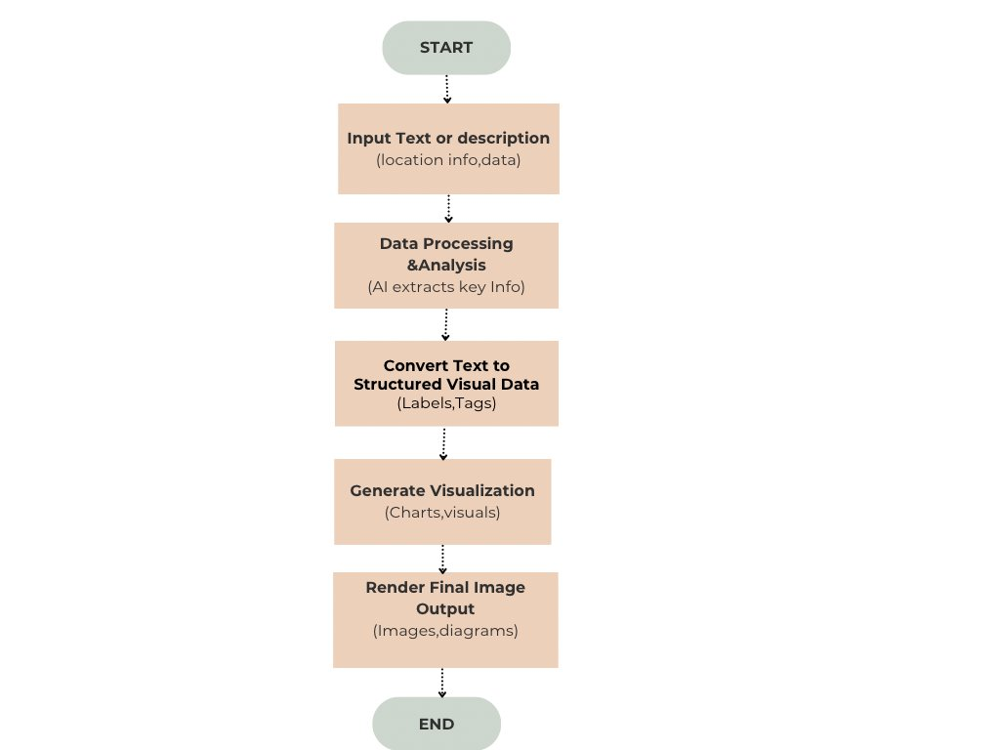 START
Input Text or description
(location info,data)
Data Processing
&Analysis
(AI extracts key Info)
Convert Text to
Structured Visual Data
(Labels,Tags)
Generate Visualization
(Charts,visuals)
Render Final Image
Output
(Images,diagrams)
END